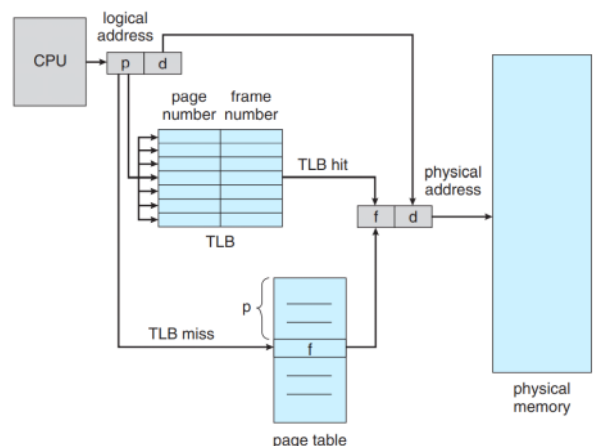 logical
address
CPU
p
d
page
number
frame
number
TLB hit
TLB
physical
address
f
d
p
TLB miss
f
page table
physical
memory